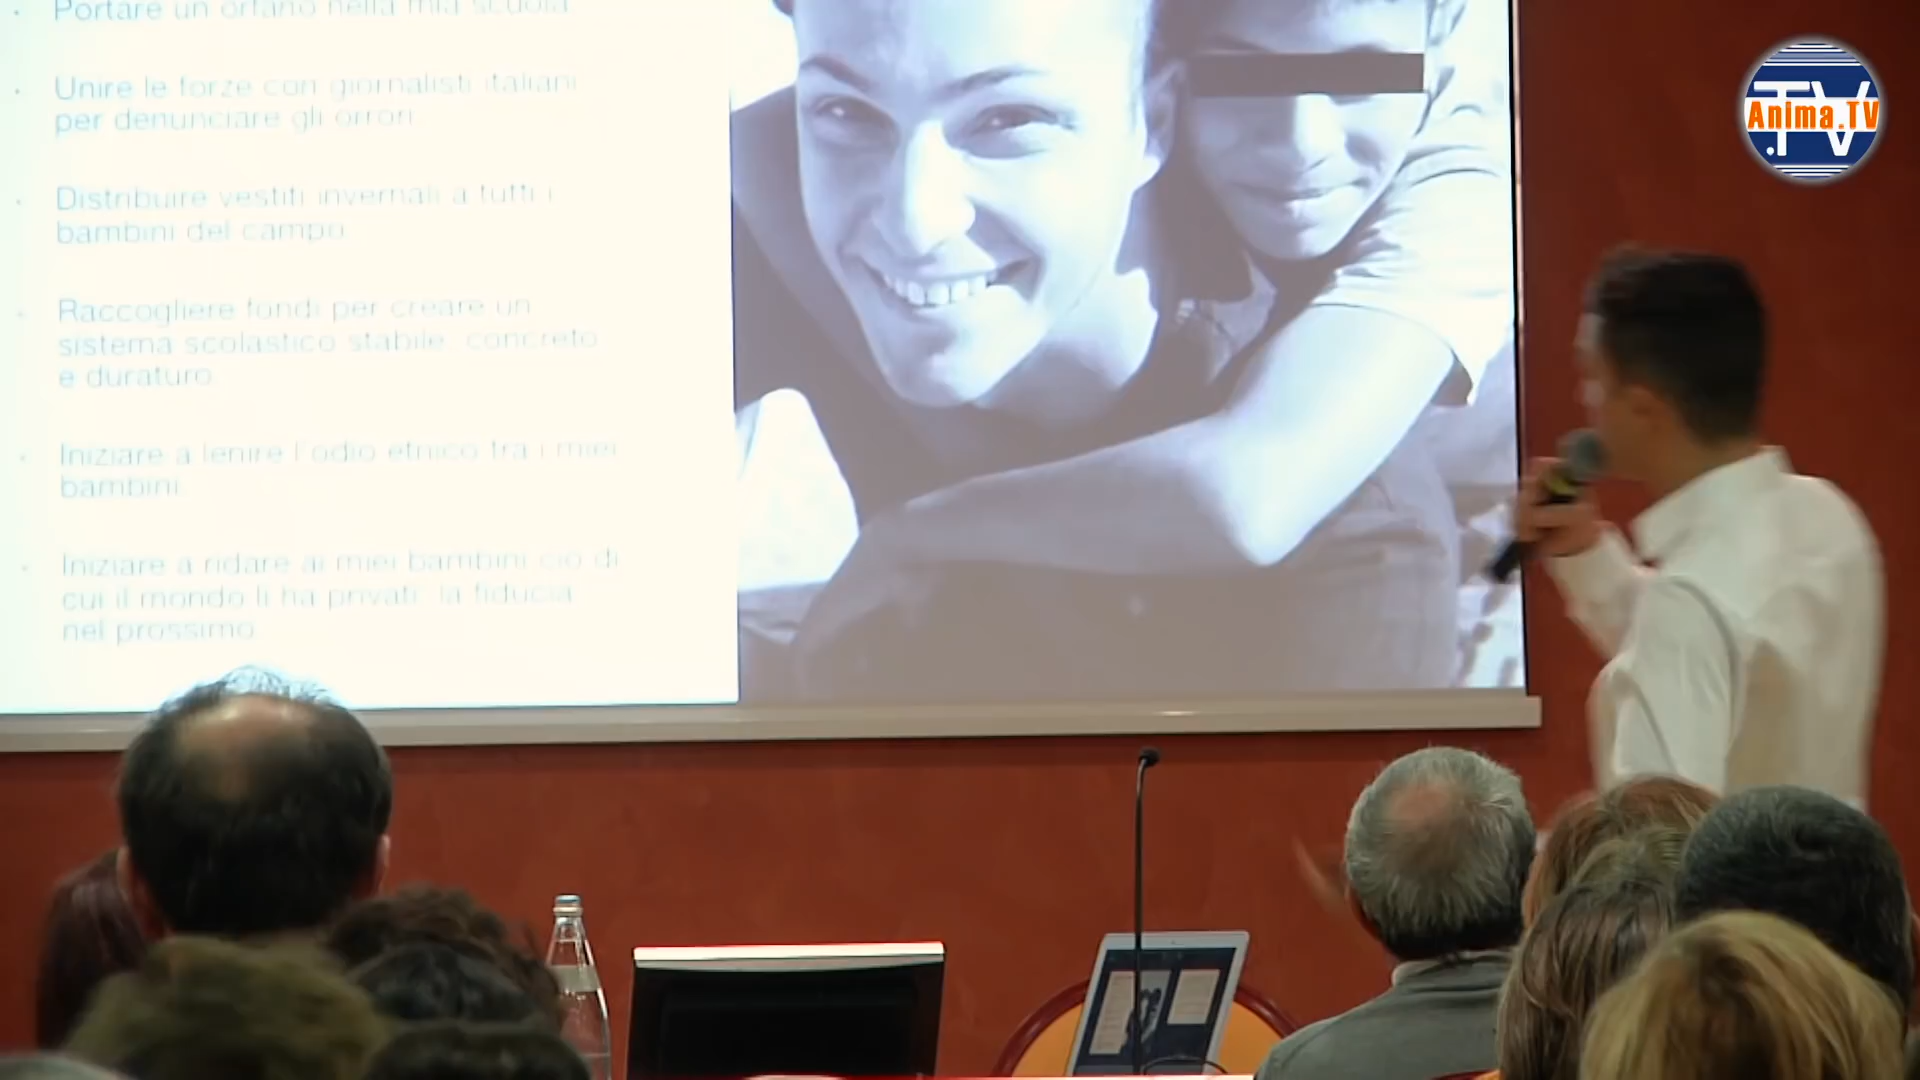 Portare un orfano nella mia scuola
Unire le forze con giornalisti italiani
per denunciare gli orrori.
Distribuire vestiti invernali a tutti i
bambini del campo.
Raccogliere fondi per creare un
sistema scolastico stabile, concreto
e duraturo.
Iniziare a lenire l'odio etnico tra i miei
bambini.
Iniziare a ridare ai miei bambini ciò di
cui il mondo li ha privati: la fiducia
nel prossimo.
.TV
Anima.TV